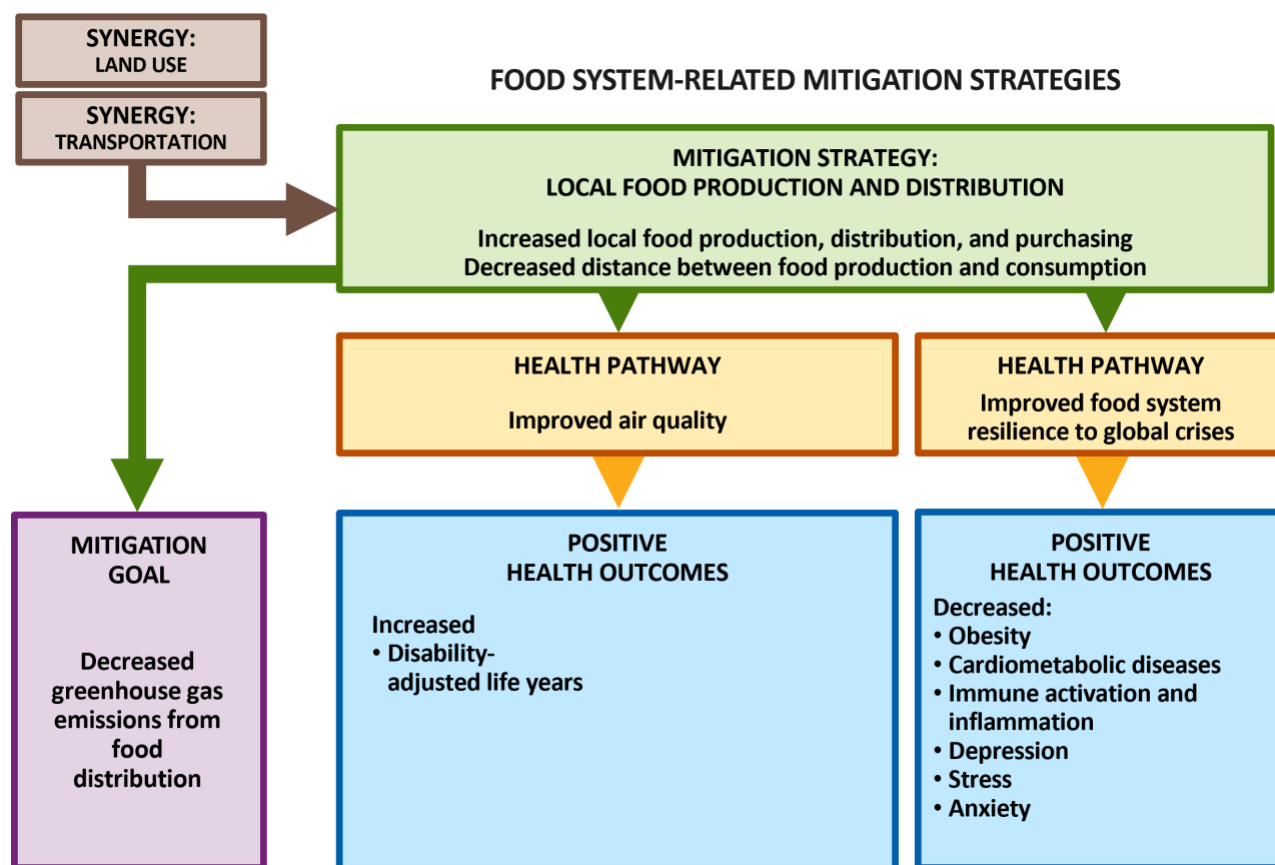 SYNERGY:
LAND USE
SYNERGY:
TRANSPORTATION
FOOD SYSTEM-RELATED MITIGATION STRATEGIES
MITIGATION STRATEGY:
LOCAL FOOD PRODUCTION AND DISTRIBUTION
Increased local food production, distribution, and purchasing
Decreased distance between food production and consumption
HEALTH PATHWAY
Improved air quality
HEALTH PATHWAY
Improved food system
resilience to global crises
MITIGATION
GOAL
Decreased
greenhouse gas
emissions from
food
distribution
POSITIVE
HEALTH OUTCOMES
Increased
• Disability-
adjusted life years
POSITIVE
HEALTH OUTCOMES
Decreased:
• Obesity
• Cardiometabolic diseases
• Immune activation and
inflammation
• Depression
• Stress
• Anxiety